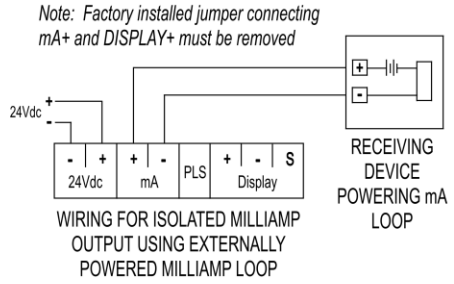 Note: Factory installed jumper connecting
mA+ and DISPLAY+ must be removed
24Vdc + -
+
-
- + + - PLS + - S
24Vdc mA Display
RECEIVING
DEVICE
POWERING mA
LOOP
WIRING FOR ISOLATED MILLIAMP
OUTPUT USING EXTERNALLY
POWERED MILLIAMP LOOP